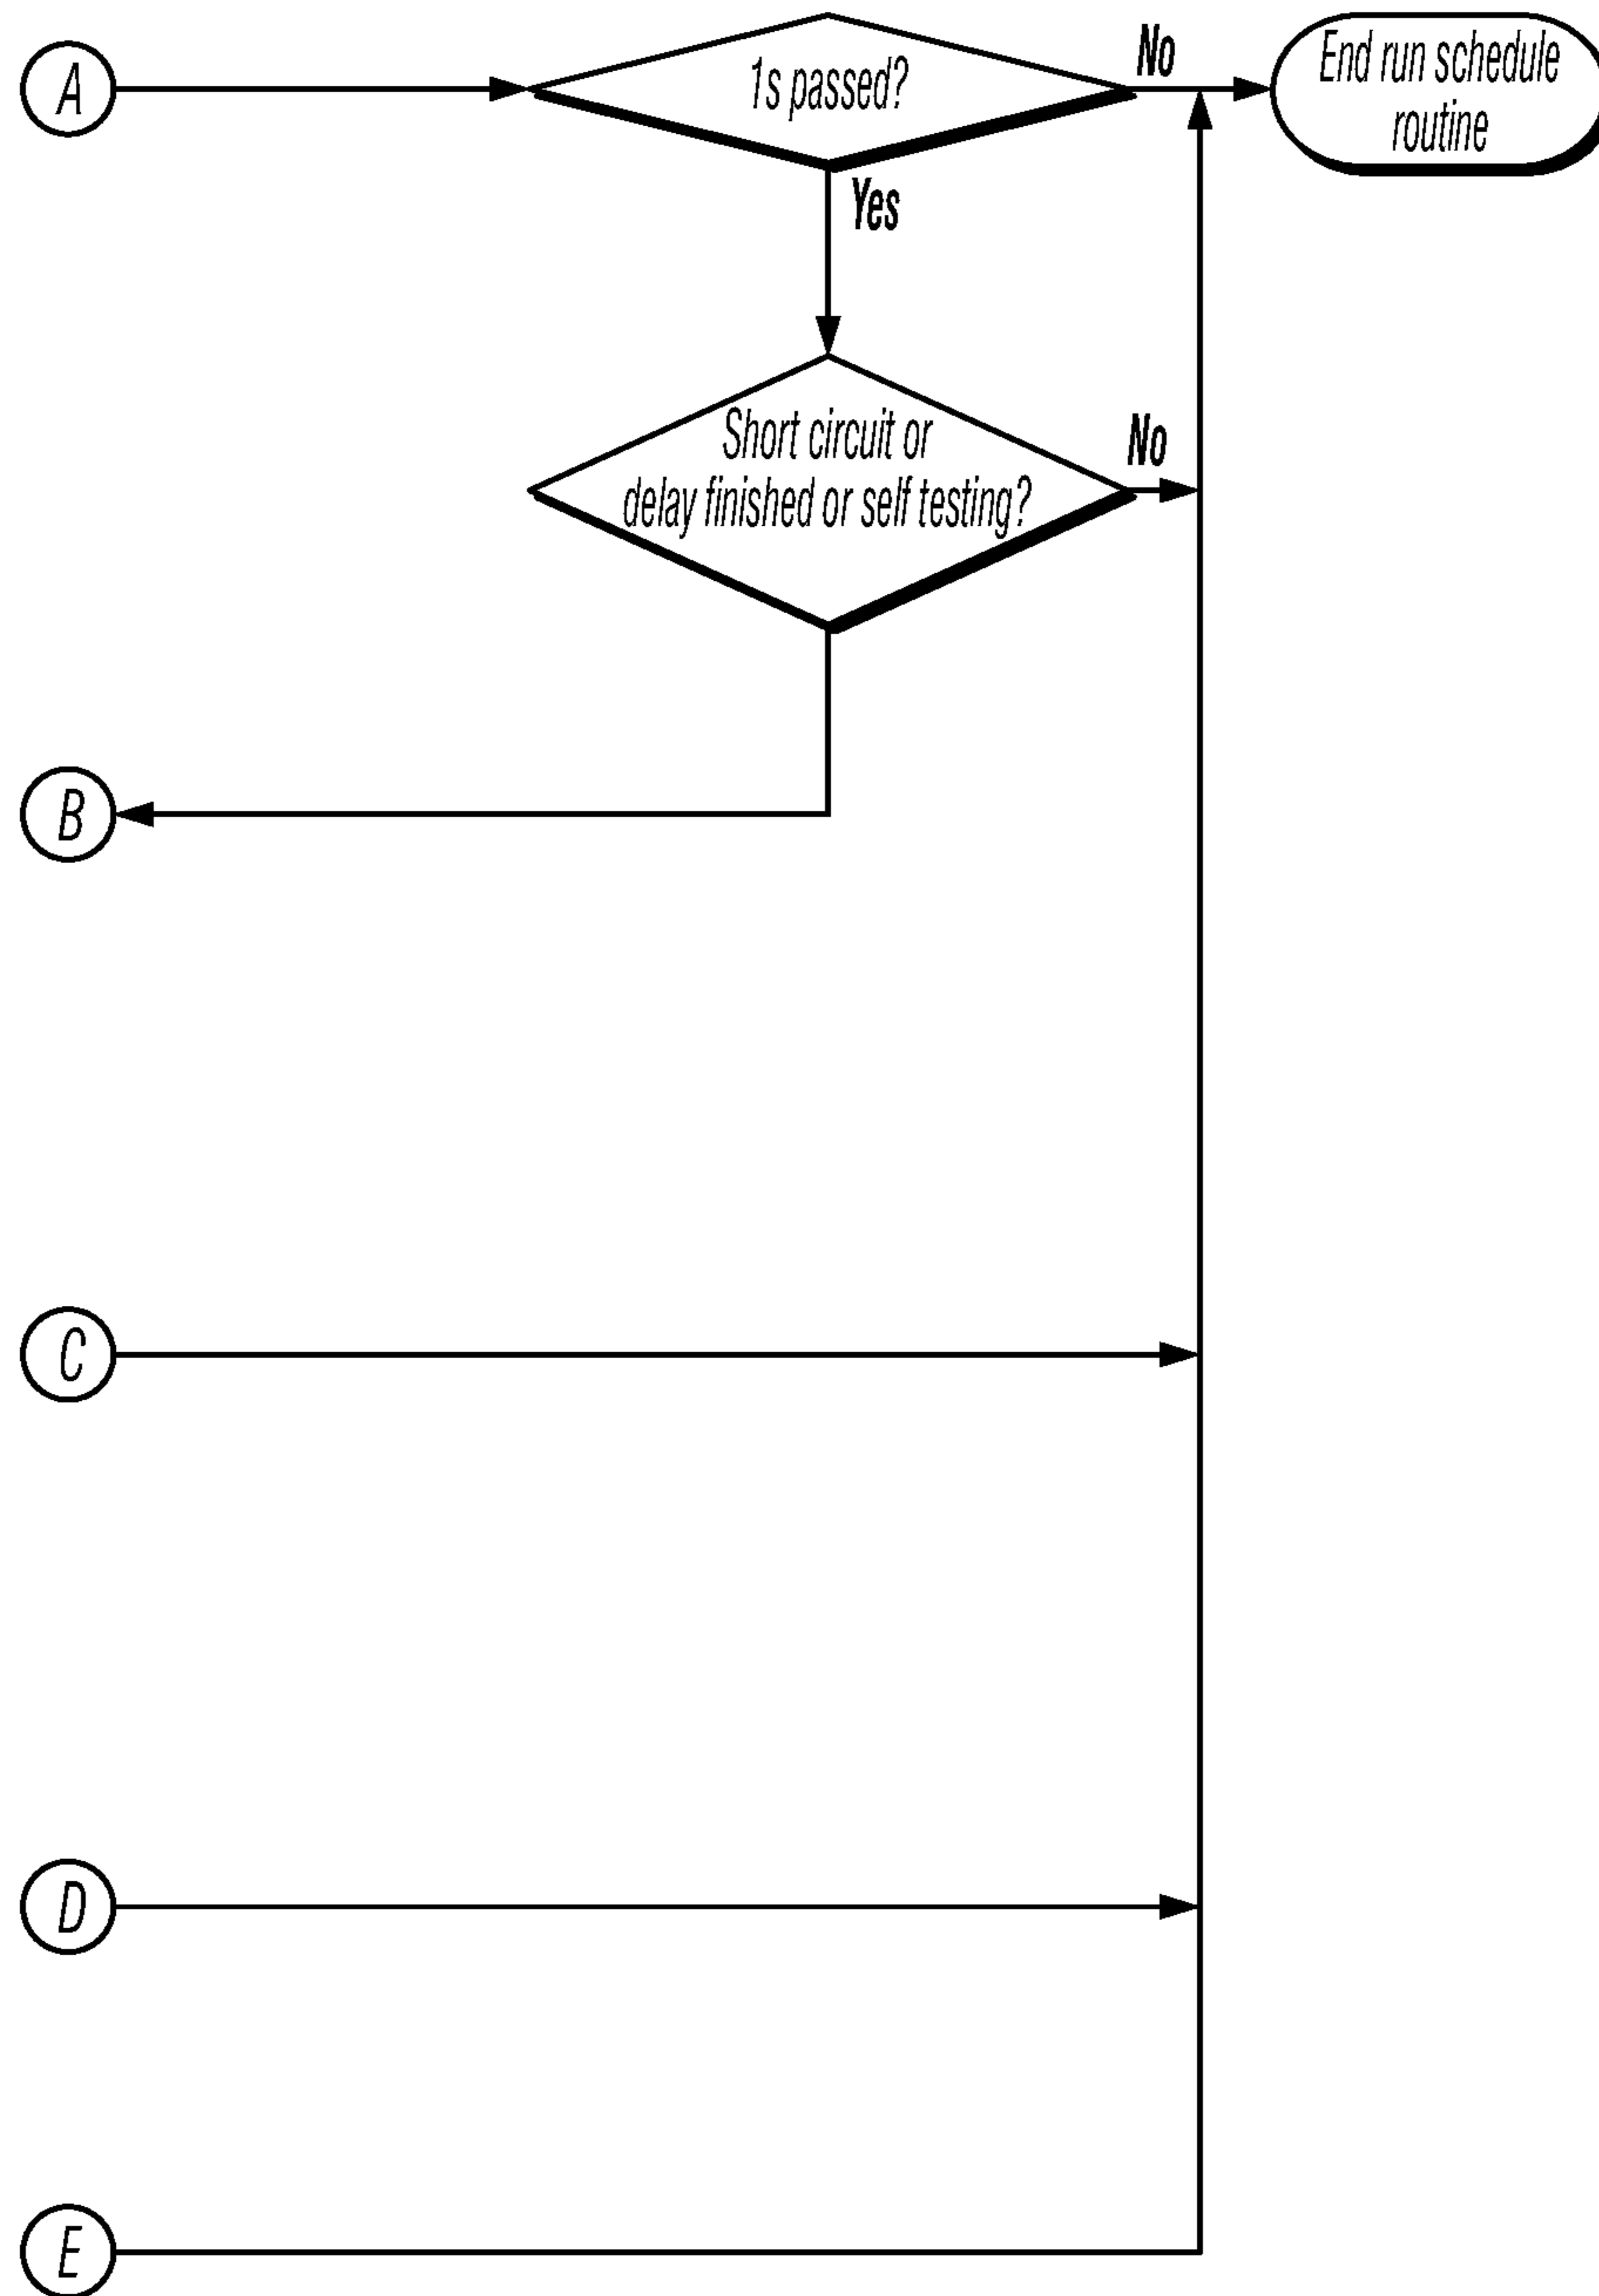 A
1s passed?
No
End run schedule
routine
Yes
Short circuit or
delay finished or self testing?
No
B
C
D
E